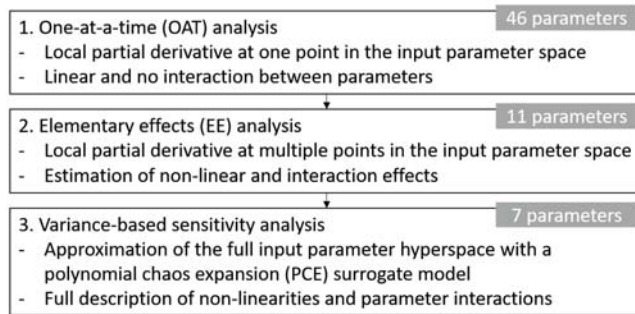 46 parameters
1. One-at-a-time (OAT) analysis
- Local partial derivative at one point in the input parameter space
- Linear and no interaction between parameters
11 parameters
2. Elementary effects (EE) analysis
- Local partial derivative at multiple points in the input parameter space
- Estimation of non-linear and interaction effects
7 parameters
3. Variance-based sensitivity analysis
- Approximation of the full input parameter hyperspace with a
polynomial chaos expansion (PCE) surrogate model
- Full description of non-linearities and parameter interactions